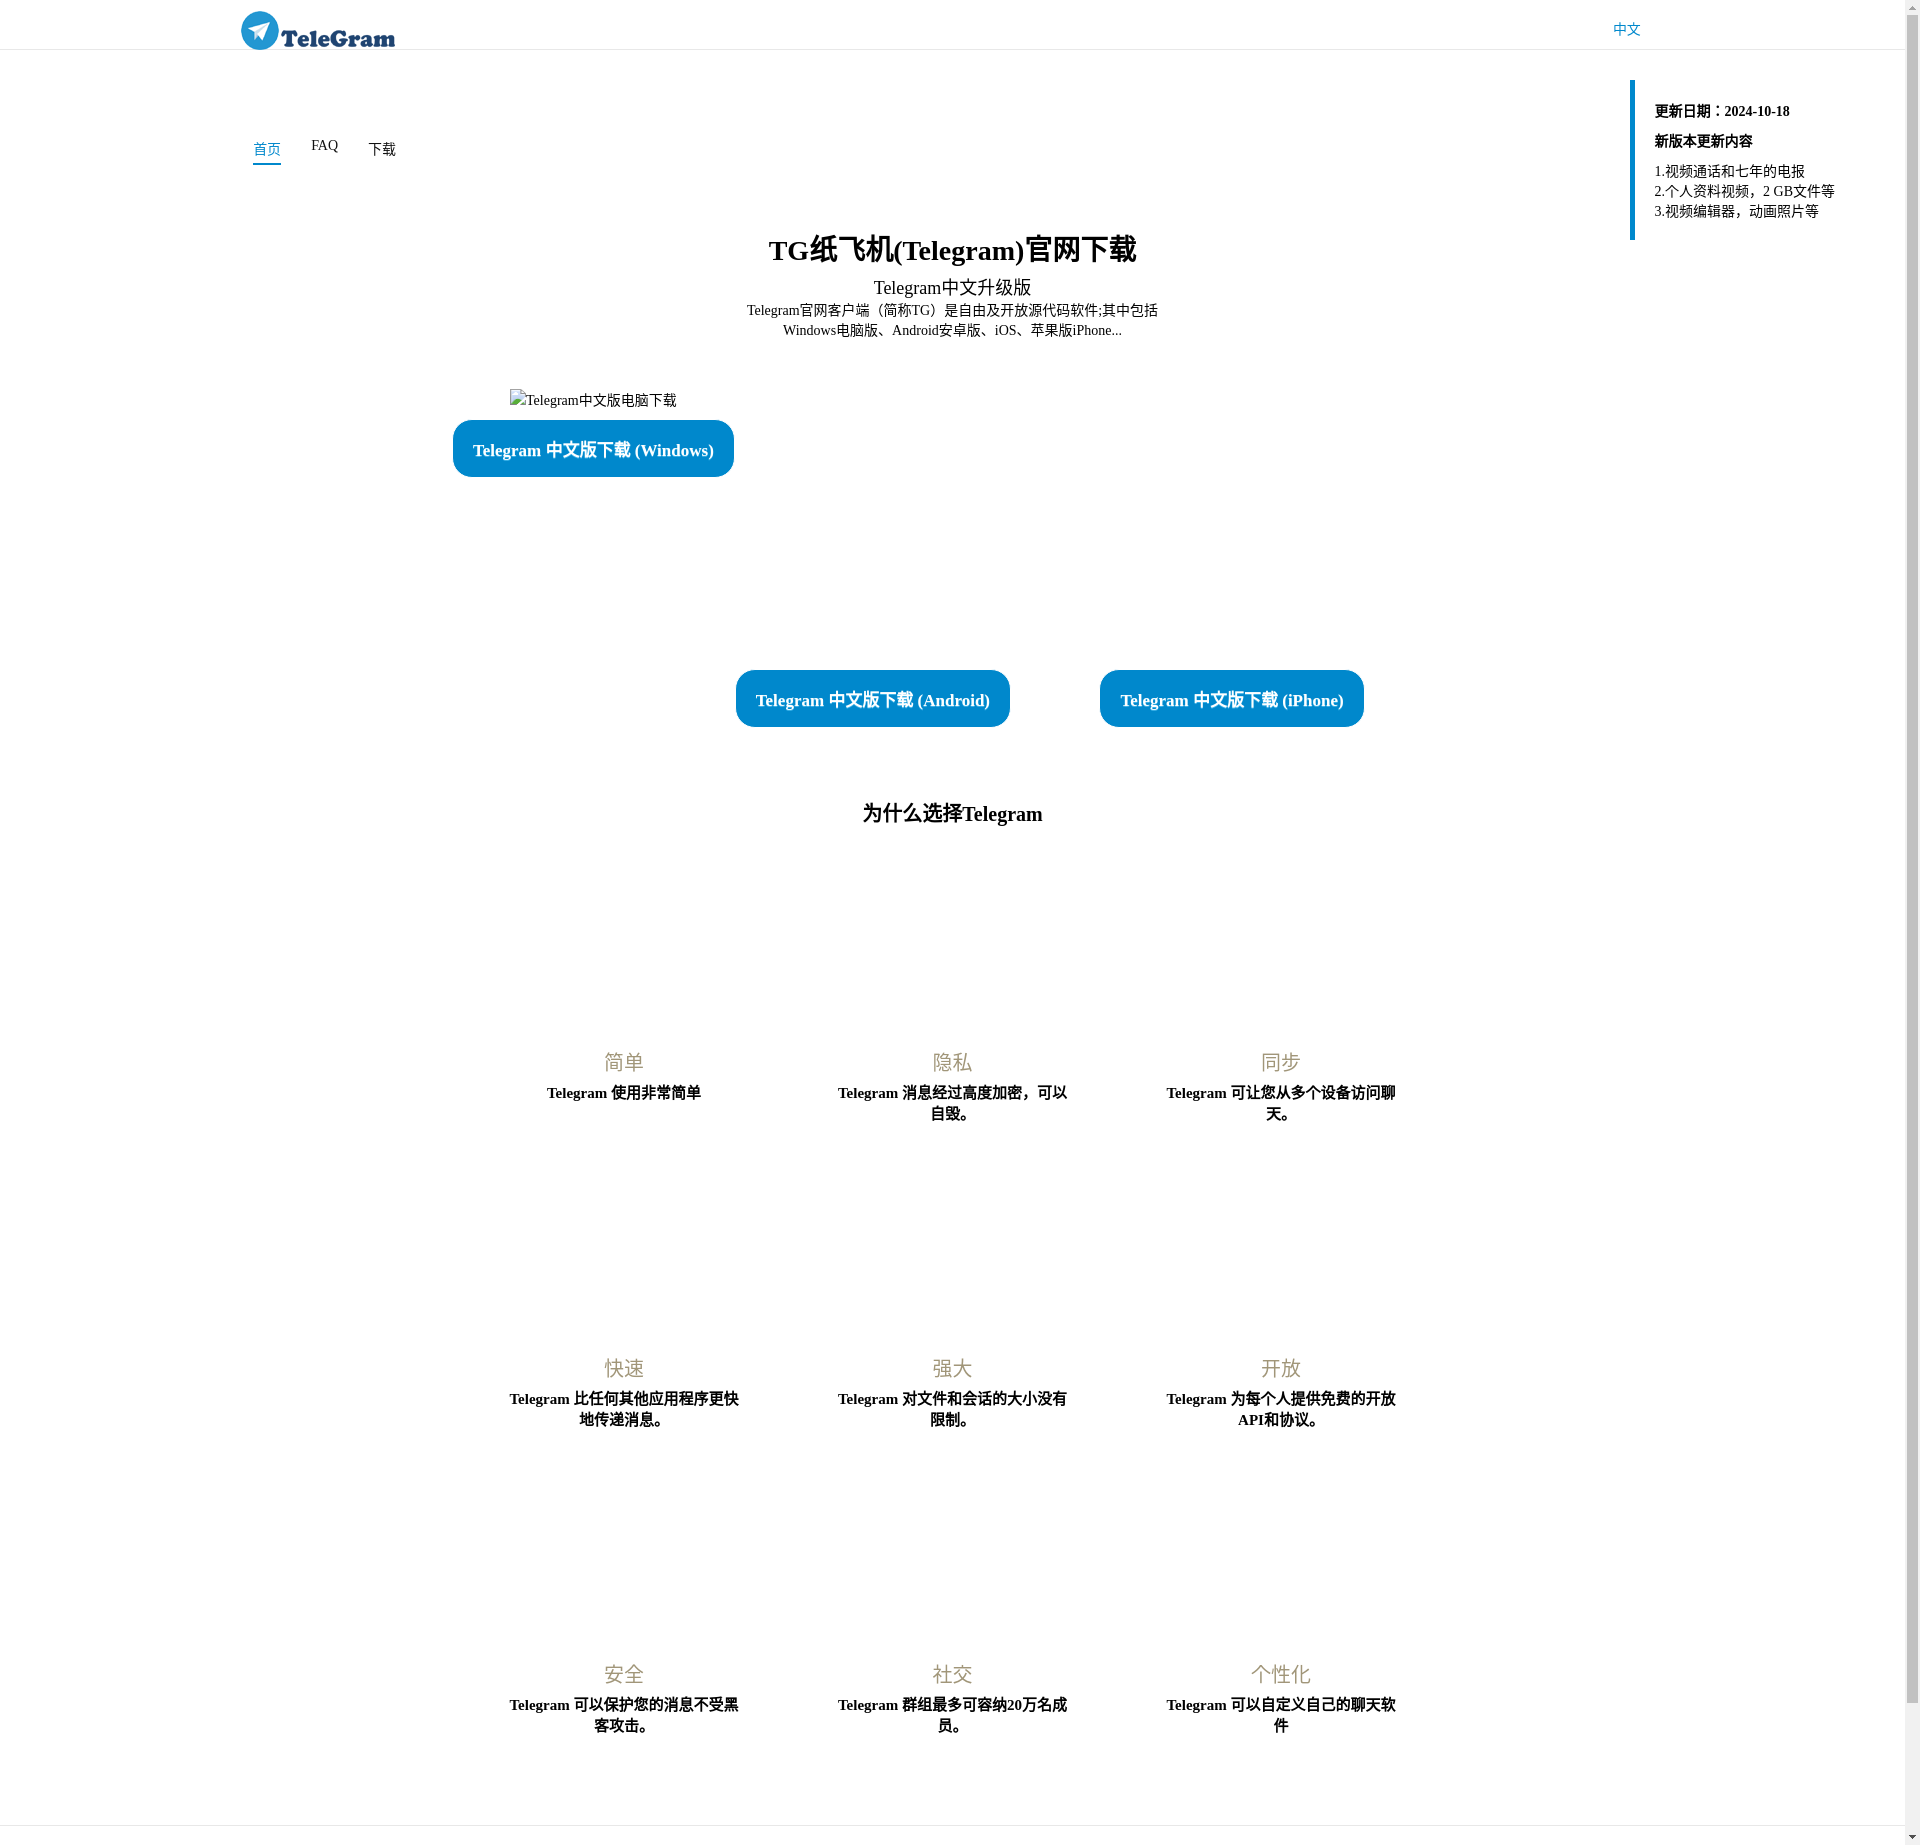 TeleGram
中文
更新日期：2024-10-18
新版本更新内容
1.视频通话和七年的电报
2.个人资料视频，2 GB文件等
3.视频编辑器，动画照片等
首页 FAQ 下载
TG纸飞机(Telegram)官网下载
Telegram中文升级版
Telegram官网客户端（简称TG）是自由及开放源代码软件;其中包括
Windows电脑版、Android安卓版、iOS、苹果版iPhone...
Telegram中文版电脑下载
Telegram 中文版下载 (Windows)
Telegram 中文版下载 (Android)
Telegram 中文版下载 (iPhone)
为什么选择Telegram
简单
Telegram 使用非常简单
隐私
Telegram 消息经过高度加密，可以
自毁。
同步
Telegram 可让您从多个设备访问聊
天。
快速
Telegram 比任何其他应用程序更快
地传递消息。
强大
Telegram 对文件和会话的大小没有
限制。
开放
Telegram 为每个人提供免费的开放
API和协议。
安全
Telegram 可以保护您的消息不受黑
客攻击。
社交
Telegram 群组最多可容纳20万名成
员。
个性化
Telegram 可以自定义自己的聊天软
件